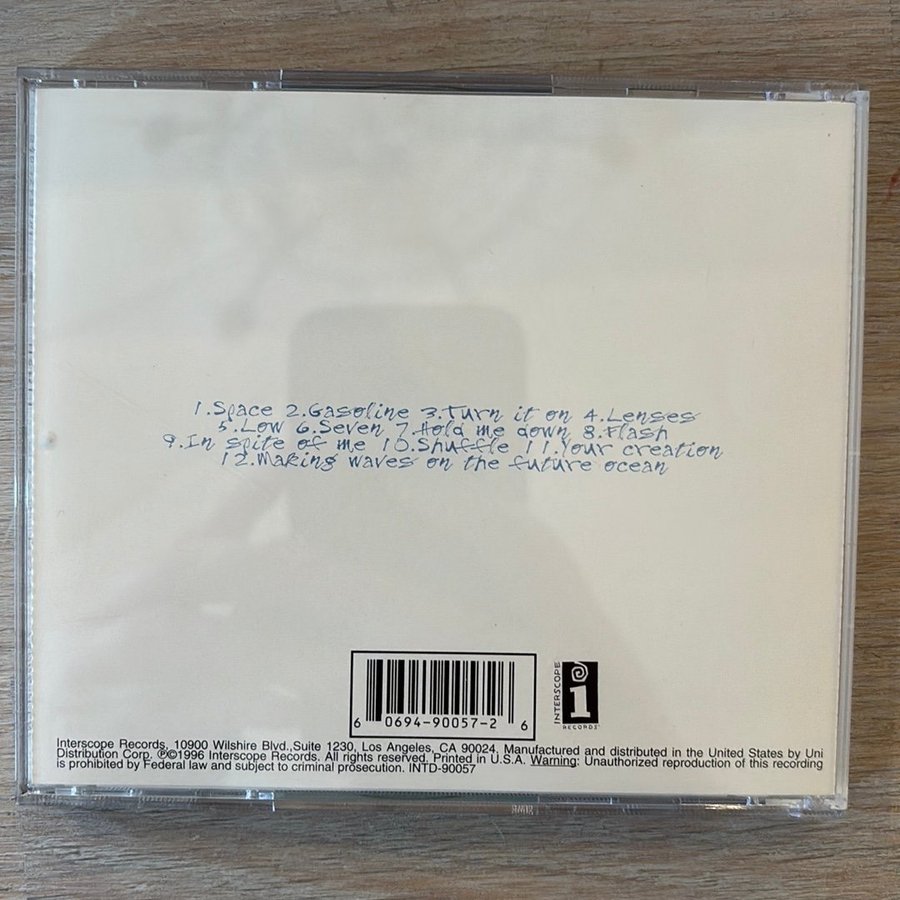 1.Space 2.Gasoline 3.Turn it on 4.Lenses
5.Low 6.Seven 7.Hold me down 8.Flash
9.In spite of me 10.Shuffle 11.Your creation
12.Making waves on the future ocean
6 0694-90057-2 6
INTERSCOPE
RECORDS
Interscope Records, 10900 Wilshire Blvd.,Suite 1230, Los Angeles, CA 90024. Manufactured and distributed in the United States by Uni
Distribution Corp. ℗©1996 Interscope Records. All rights reserved. Printed in U.S.A. Warning: Unauthorized reproduction of this recording
is prohibited by Federal law and subject to criminal prosecution. INTD-90057